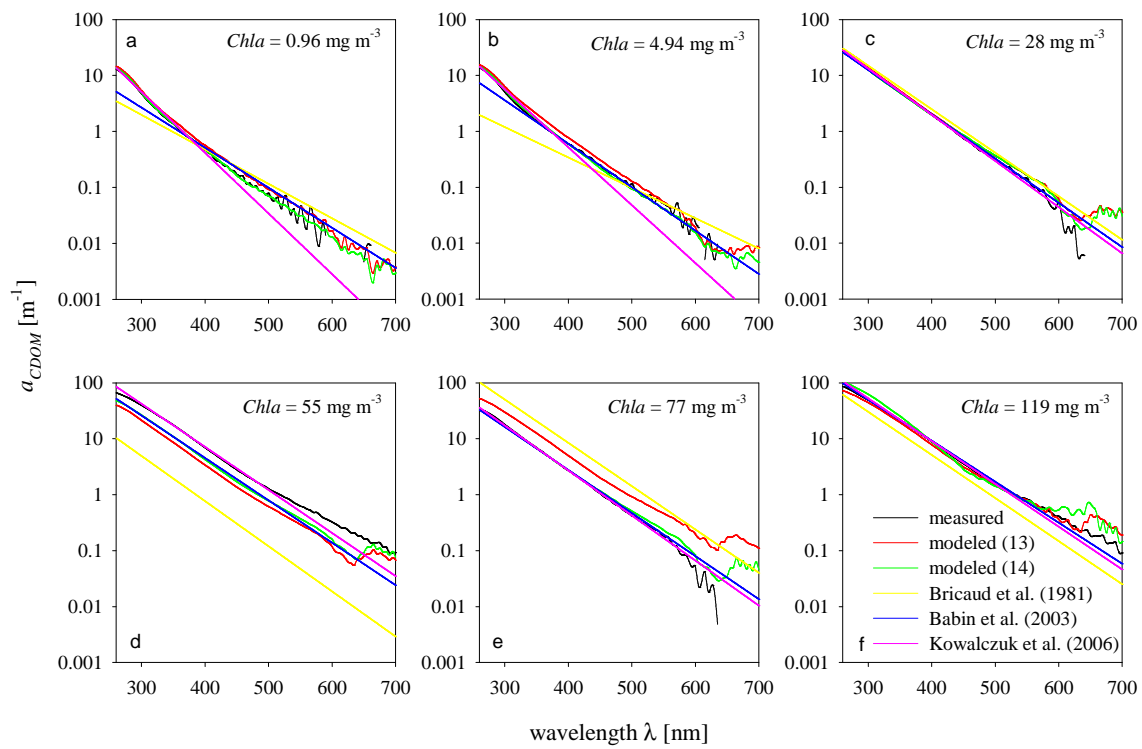 a
Chla = 0.96 mg m-3
b
Chla = 4.94 mg m-3
c
Chla = 28 mg m-3
100
10
1
0.1
0.01
0.001
300 400 500 600 700
100
10
1
0.1
0.01
0.001
300 400 500 600 700
100
10
1
0.1
0.01
0.001
300 400 500 600 700
aCDOM [m-1]
Chla = 55 mg m-3
d
100
10
1
0.1
0.01
0.001
300 400 500 600 700
Chla = 77 mg m-3
e
100
10
1
0.1
0.01
0.001
300 400 500 600 700
Chla = 119 mg m-3
measured
modeled (13)
modeled (14)
Bricaud et al. (1981)
Babin et al. (2003)
Kowalczuk et al. (2006)
f
100
10
1
0.1
0.01
0.001
300 400 500 600 700
wavelength λ [nm]